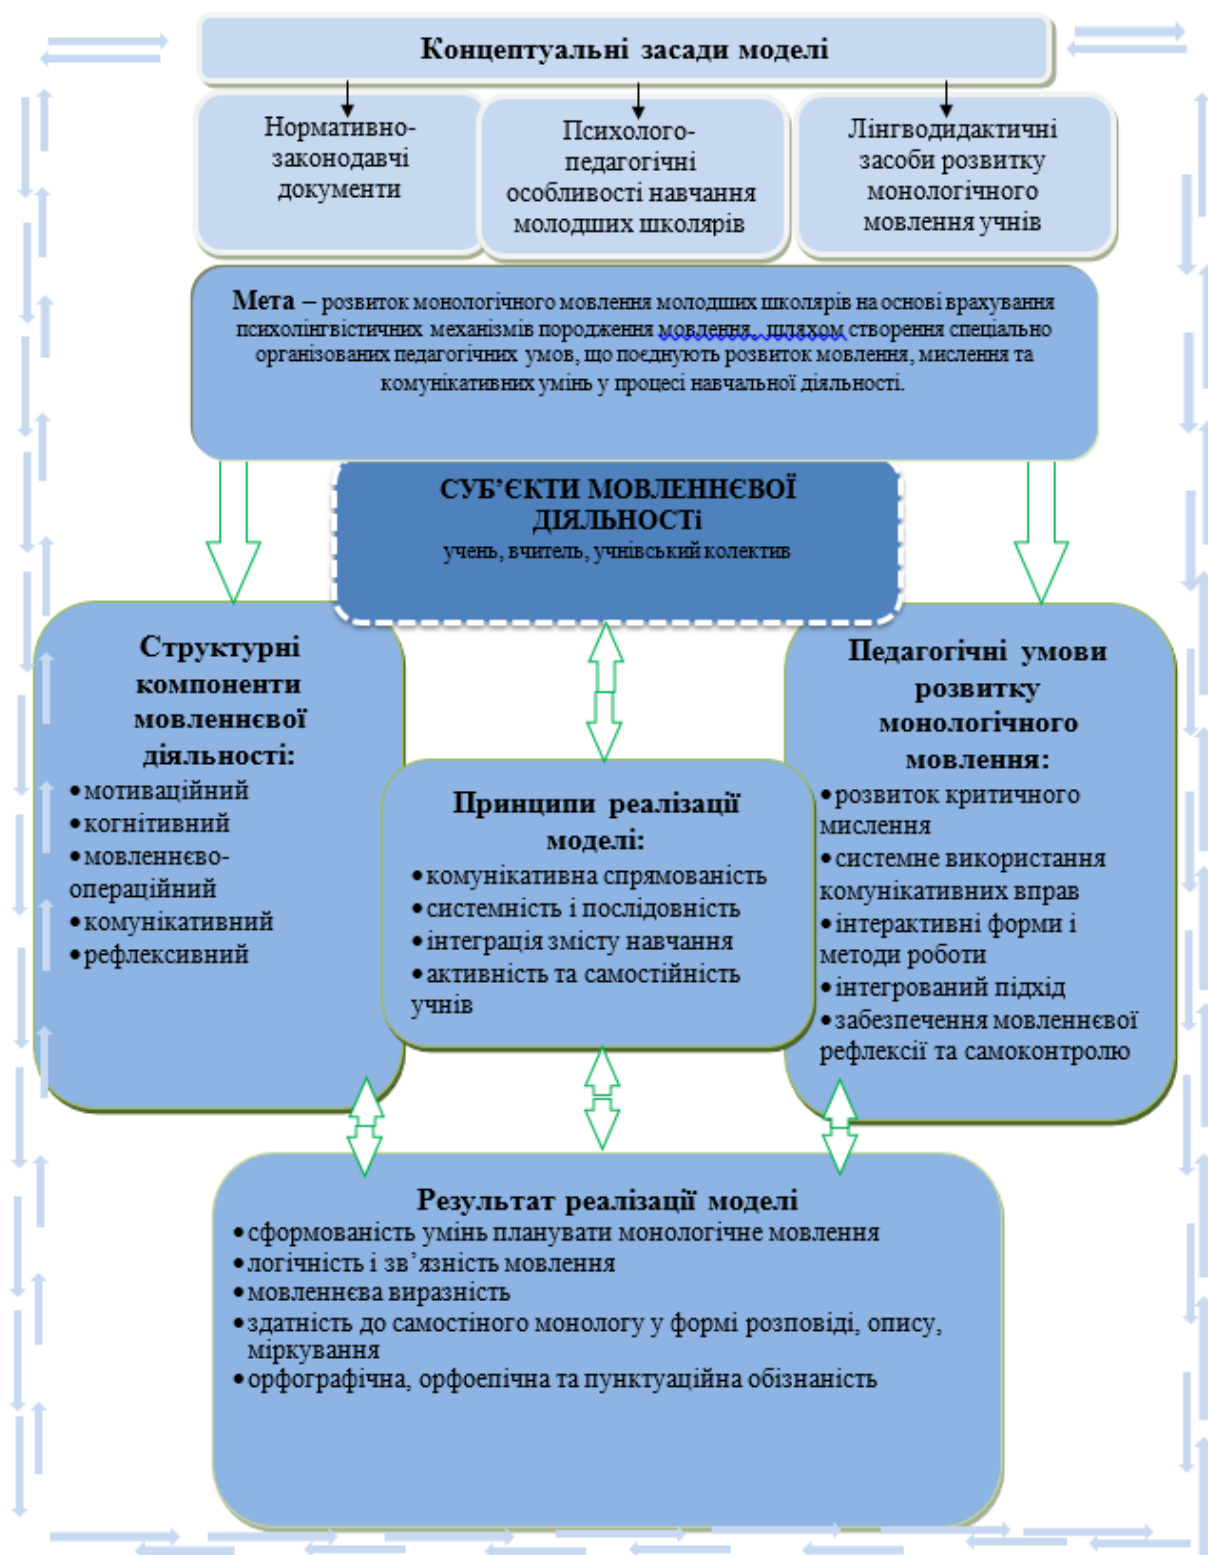 Концептуальні засади моделі
Нормативно-
законодавчі
документи
Психолого-
педагогічні
особливості навчання
молодших школярів
Лінгводидактичні
засоби розвитку
монологічного
мовлення учнів
Мета – розвиток монологічного мовлення молодших школярів на основі врахування
психолінгвістичних механізмів породження мовлення, шляхом створення спеціально
організованих педагогічних умов, що поєднують розвиток мовлення, мислення та
комунікативних умінь у процесі навчальної діяльності.
СУБ’ЄКТИ МОВЛЕННЄВОЇ
ДІЯЛЬНОСТі
учень, вчитель, учнівський колектив
Структурні
компоненти
мовленнєвої
діяльності:
•мотиваційний
•когнітивний
•мовленнєво-
операційний
•комунікативний
•рефлексивний
Принципи реалізації
моделі:
•комунікативна спрямованість
•системність і послідовність
•інтеграція змісту навчання
•активність та самостійність
учнів
Педагогічні умови
розвитку
монологічного
мовлення:
•розвиток критичного
мислення
•системне використання
комунікативних вправ
•інтерактивні форми і
методи роботи
•інтегрований підхід
•забезпечення мовленнєвої
рефлексії та самоконтролю
Результат реалізації моделі
•сформованість умінь планувати монологічне мовлення
•логічність і зв’язність мовлення
•мовленнєва виразність
•здатність до самостіного монологу у формі розповіді, опису,
міркування
•орфографічна, орфоепічна та пунктуаційна обізнаність